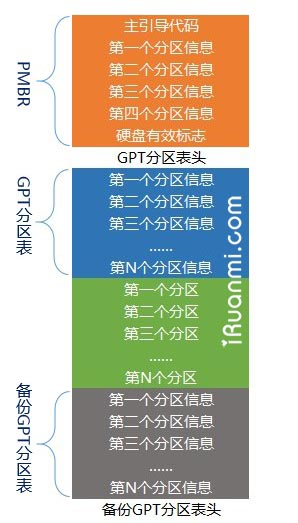 PMBR
主引导代码
第一个分区信息
第二个分区信息
第三个分区信息
第四个分区信息
硬盘有效标志
GPT分区表头
GPT分区表
第一个分区信息
第二个分区信息
第三个分区信息
......
第N个分区信息
第一个分区
第二个分区
第三个分区
......
第N个分区
备份GPT分区表
第一个分区信息
第二个分区信息
第三个分区信息
......
第N个分区信息
备份GPT分区表头
iRuanmi.com